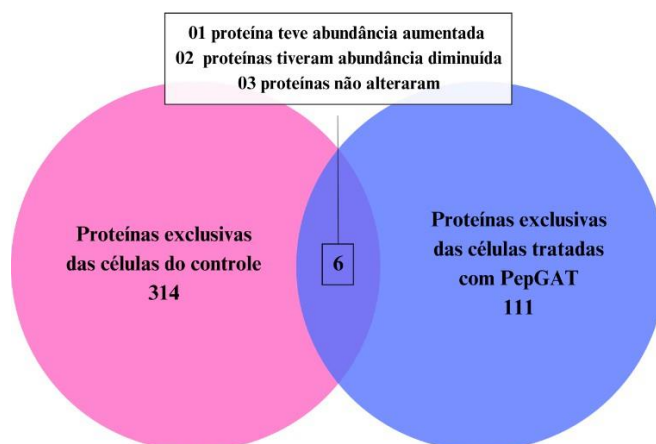 01 proteína teve abundância aumentada
02 proteínas tiveram abundância diminuída
03 proteínas não alteraram
Proteínas exclusivas
das células do controle
314
6
Proteínas exclusivas
das células tratadas
com PepGAT
111